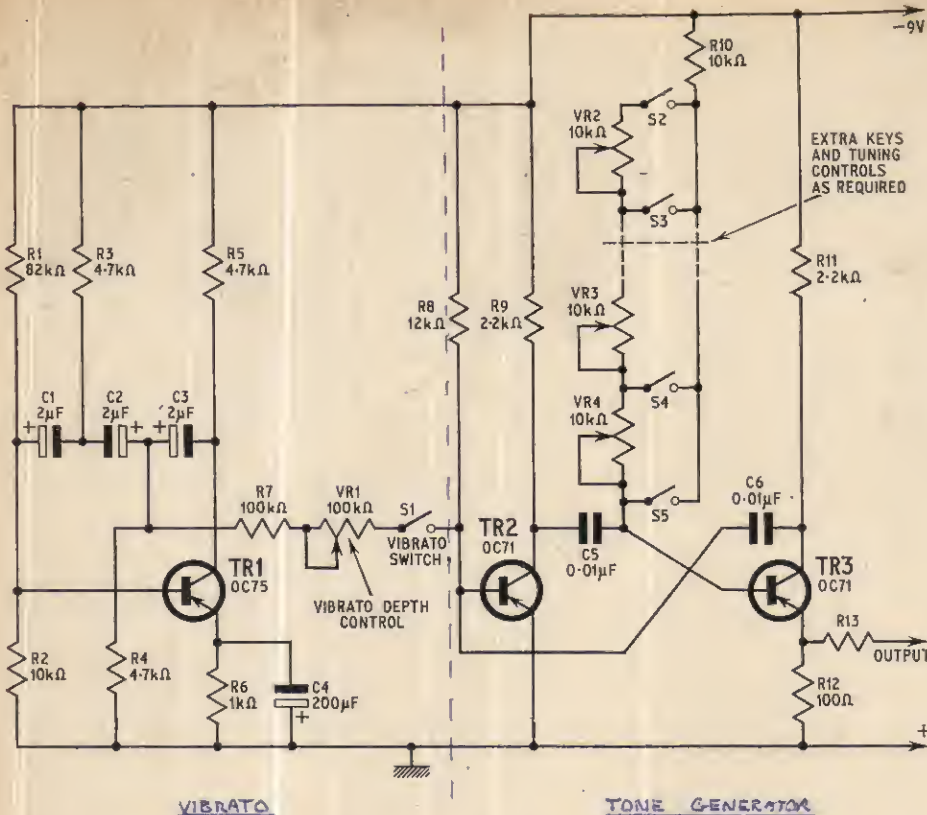 -9V
R10
10kΩ
S2
VR2
10kΩ
EXTRA KEYS
AND TUNING
CONTROLS
AS REQUIRED
S3
R1
82kΩ
R3
4·7kΩ
R5
4·7kΩ
R8
12kΩ
R9
2·2kΩ
VR3
10kΩ
R11
2·2kΩ
S4
C1
2µF
C2
2µF
C3
2µF
+
+
+
VR4
10kΩ
S5
R7
100kΩ
VR1
100kΩ
S1
VIBRATO
SWITCH
C6
0·01µF
TR1
OC75
TR2
OC71
C5
0·01µF
TR3
OC71
VIBRATO DEPTH
CONTROL
R13
OUTPUT
R2
10kΩ
R4
4·7kΩ
R6
1kΩ
C4
200µF
+
R12
100Ω
+
VIBRATO
TONE GENERATOR